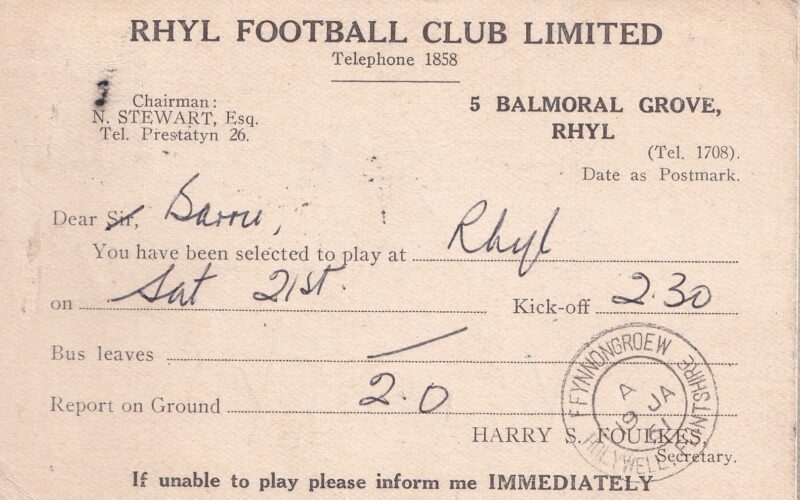 RHYL FOOTBALL CLUB LIMITED
Telephone 1858
Chairman:
N. STEWART, Esq.
Tel. Prestatyn 26.
5 BALMORAL GROVE,
RHYL
(Tel. 1708).
Date as Postmark.
Dear Sir, Barrie,
You have been selected to play at Rhyl
on Sat 21st. Kick-off 2.30
Bus leaves —
Report on Ground 2.0
FFYNNONGROEW
HOLYWELL, FLINTSHIRE
A
19 JA
61
HARRY S. FOULKES,
Secretary.
If unable to play please inform me IMMEDIATELY